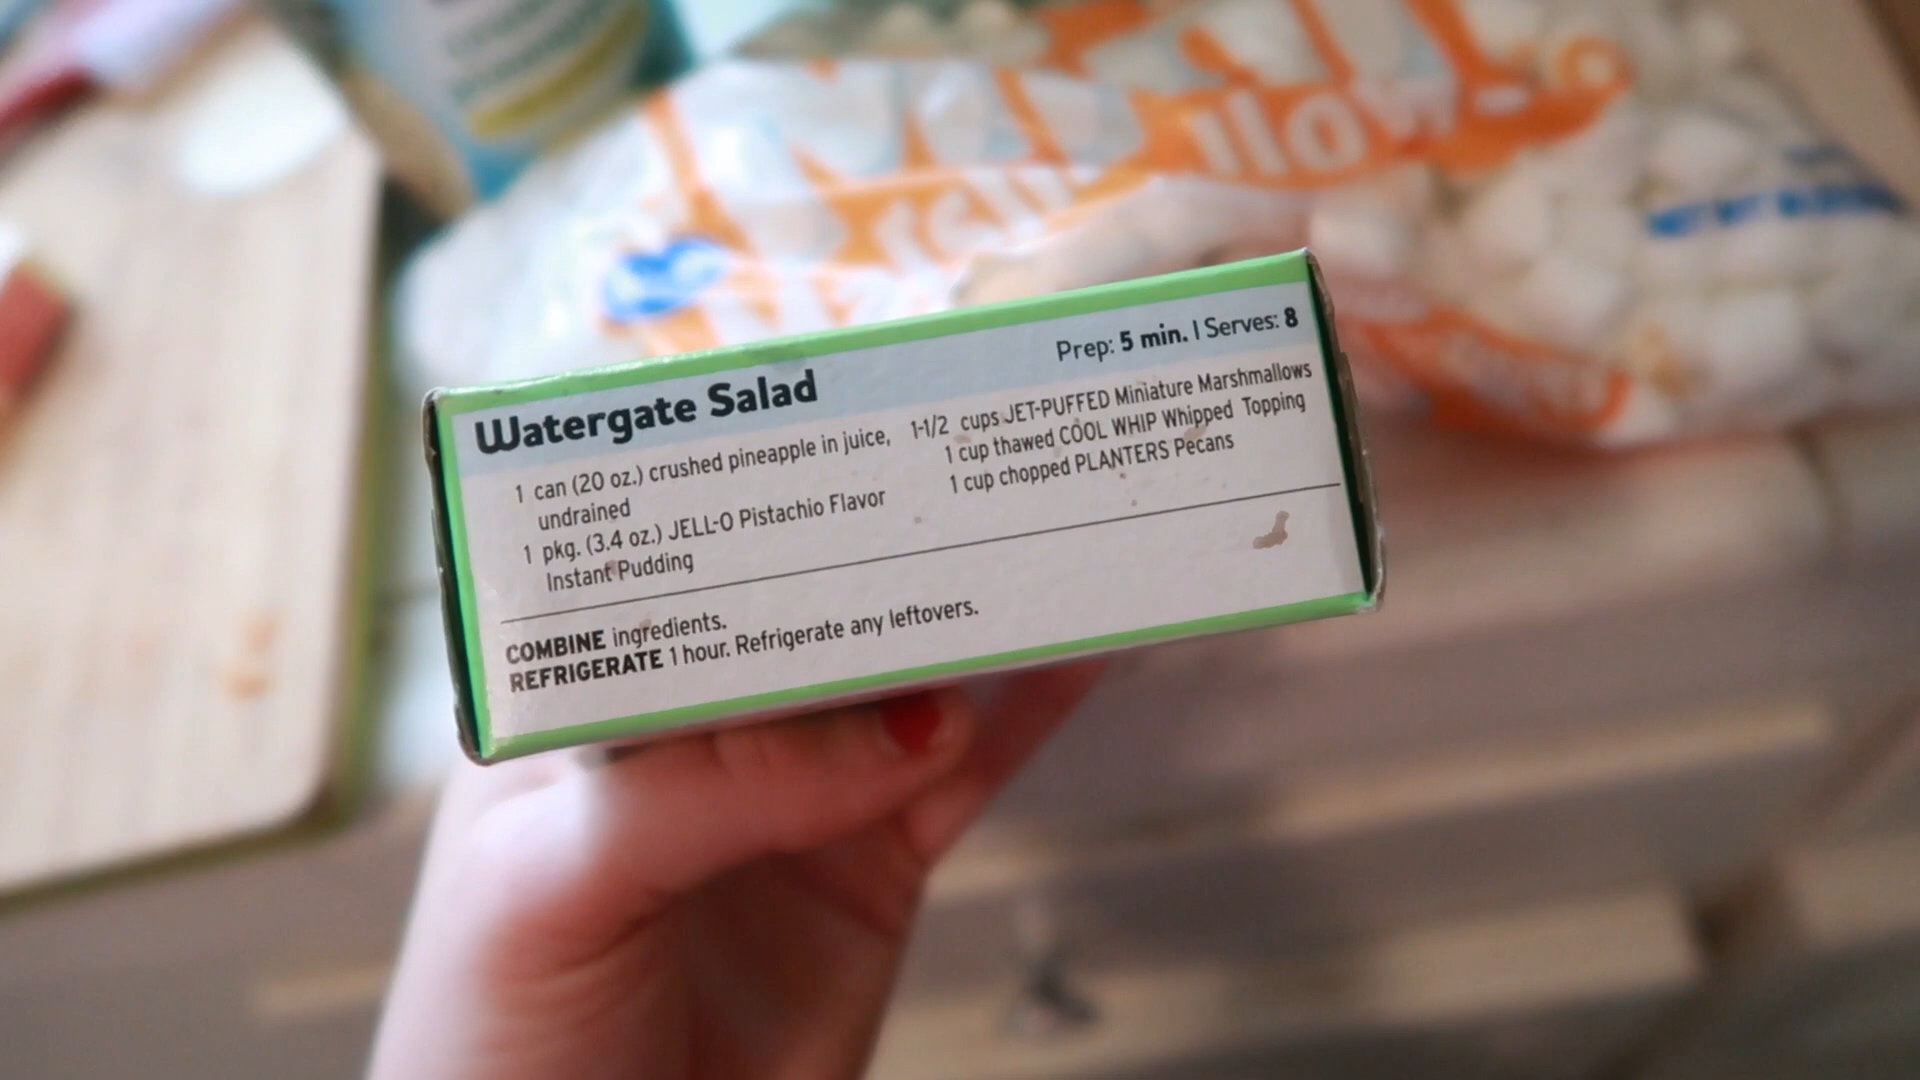 Watergate Salad
Prep: 5 min. | Serves: 8
1 can (20 oz.) crushed pineapple in juice,
undrained
1 pkg. (3.4 oz.) JELL-O Pistachio Flavor
Instant Pudding
1-1/2 cups JET-PUFFED Miniature Marshmallows
1 cup thawed COOL WHIP Whipped Topping
1 cup chopped PLANTERS Pecans
COMBINE ingredients.
REFRIGERATE 1 hour. Refrigerate any leftovers.